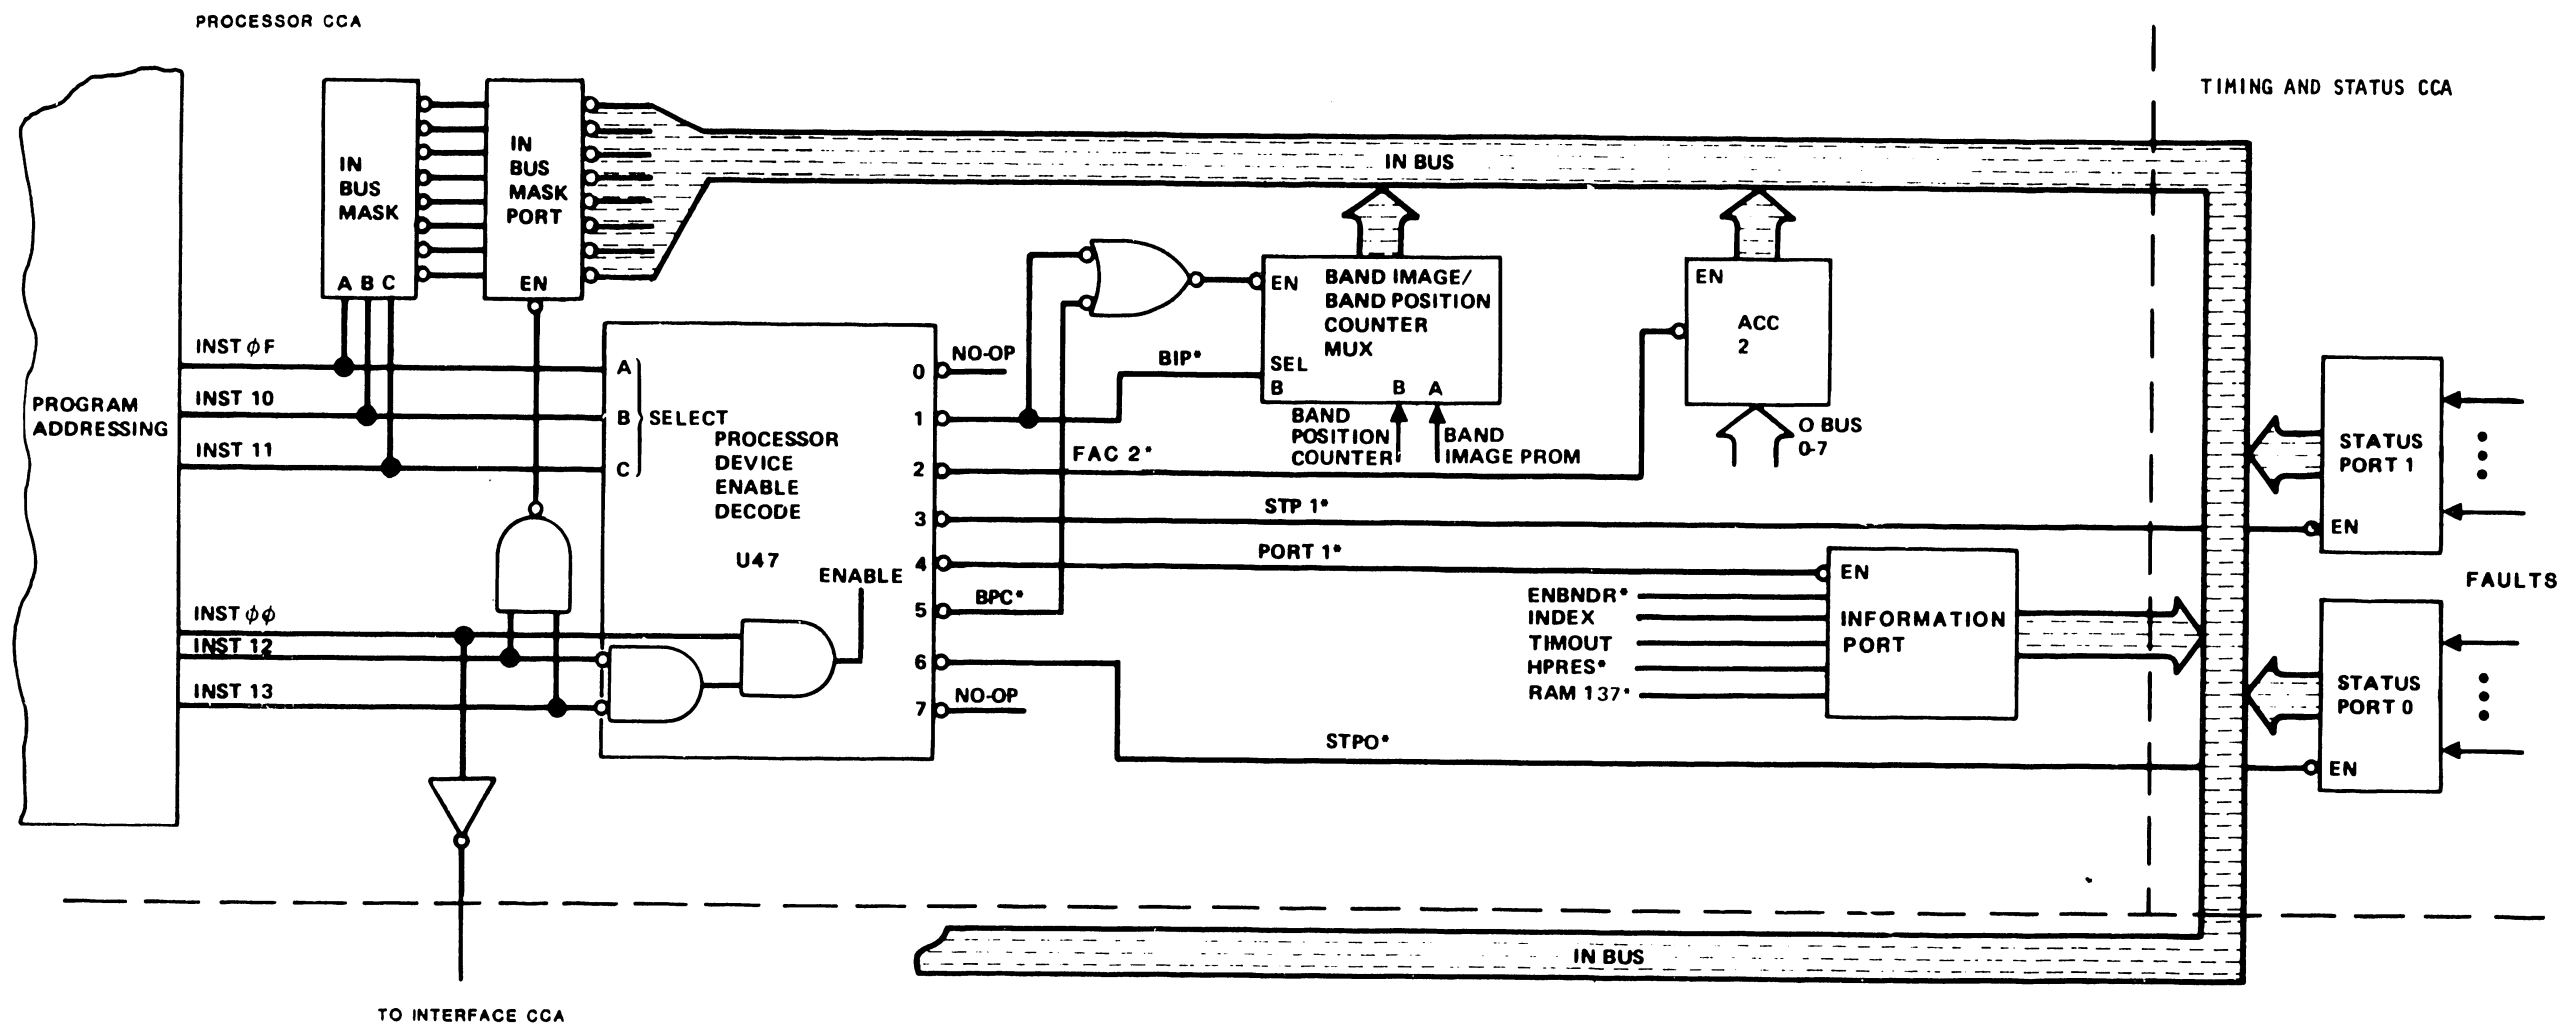 PROCESSOR CCA
TIMING AND STATUS CCA
IN
BUS
MASK
A B C
IN
BUS
MASK
PORT
EN
IN BUS
PROGRAM
ADDRESSING
INST ϕF
INST 10
INST 11
INST ϕϕ
INST 12
INST 13
A
B
C
SELECT
PROCESSOR
DEVICE
ENABLE
DECODE
U47
ENABLE
0
1
2
3
4
5
6
7
NO-OP
NO-OP
BIP*
FAC 2*
STP 1*
PORT 1*
BPC*
STPO*
EN
BAND IMAGE/
BAND POSITION
COUNTER
MUX
SEL
B
B A
BAND
POSITION
COUNTER
BAND
IMAGE PROM
EN
ACC
2
O BUS
0-7
ENBNDR*
INDEX
TIMOUT
HPRES*
RAM 137*
EN
INFORMATION
PORT
STATUS
PORT 1
EN
FAULTS
STATUS
PORT 0
EN
IN BUS
TO INTERFACE CCA